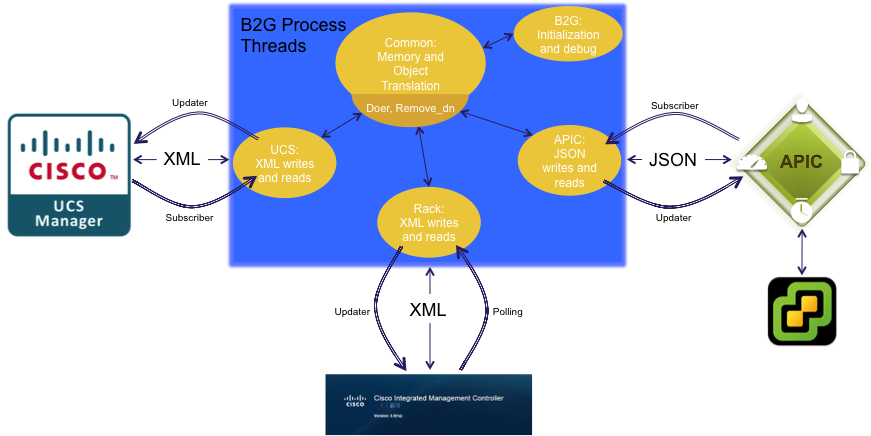 B2G Process
Threads
B2G:
Initialization
and debug
Common:
Memory and
Object
Translation
Doer, Remove_dn
Updater
Subscriber
CISCO
TM
UCS
Manager
XML
UCS:
XML writes
and reads
APIC:
JSON
writes and
reads
JSON
APIC
Subscriber
Updater
Rack:
XML writes
and reads
Updater
XML
Polling
CISCO
Cisco Integrated Management Controller